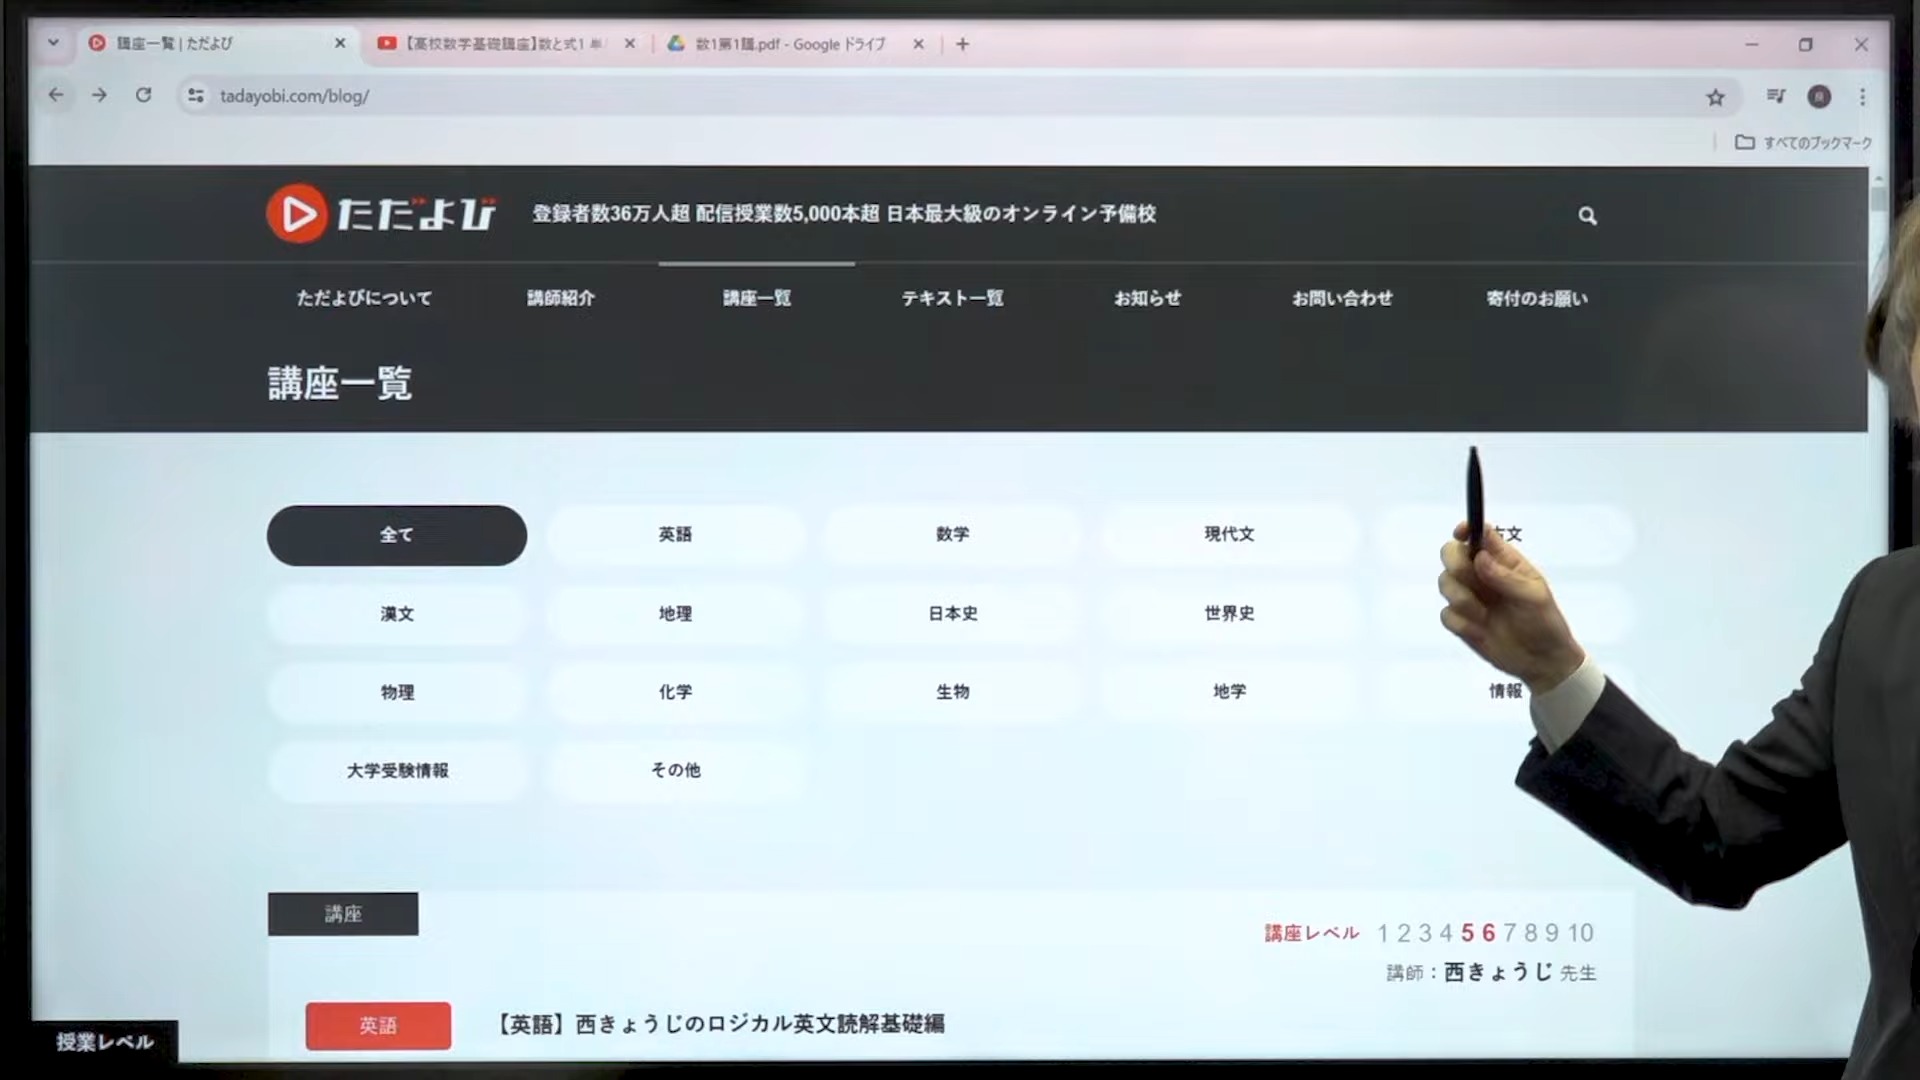 講座一覧 | ただよび
【高校数学基礎講座】数と式1 単
数1第1講.pdf - Google ドライブ
tadayobi.com/blog/
すべてのブックマーク
ただよび
登録者数36万人超 配信授業数5,000本超 日本最大級のオンライン予備校
ただよびについて 講師紹介 講座一覧 テキスト一覧 お知らせ お問い合わせ 寄付のお願い
講座一覧
全て 英語 数学 現代文 文
漢文 地理 日本史 世界史
物理 化学 生物 地学 情報
大学受験情報 その他
講座
講座レベル 1 2 3 4 5 6 7 8 9 10
講師：西きょうじ 先生
英語 【英語】西きょうじのロジカル英文読解基礎編
授業レベル